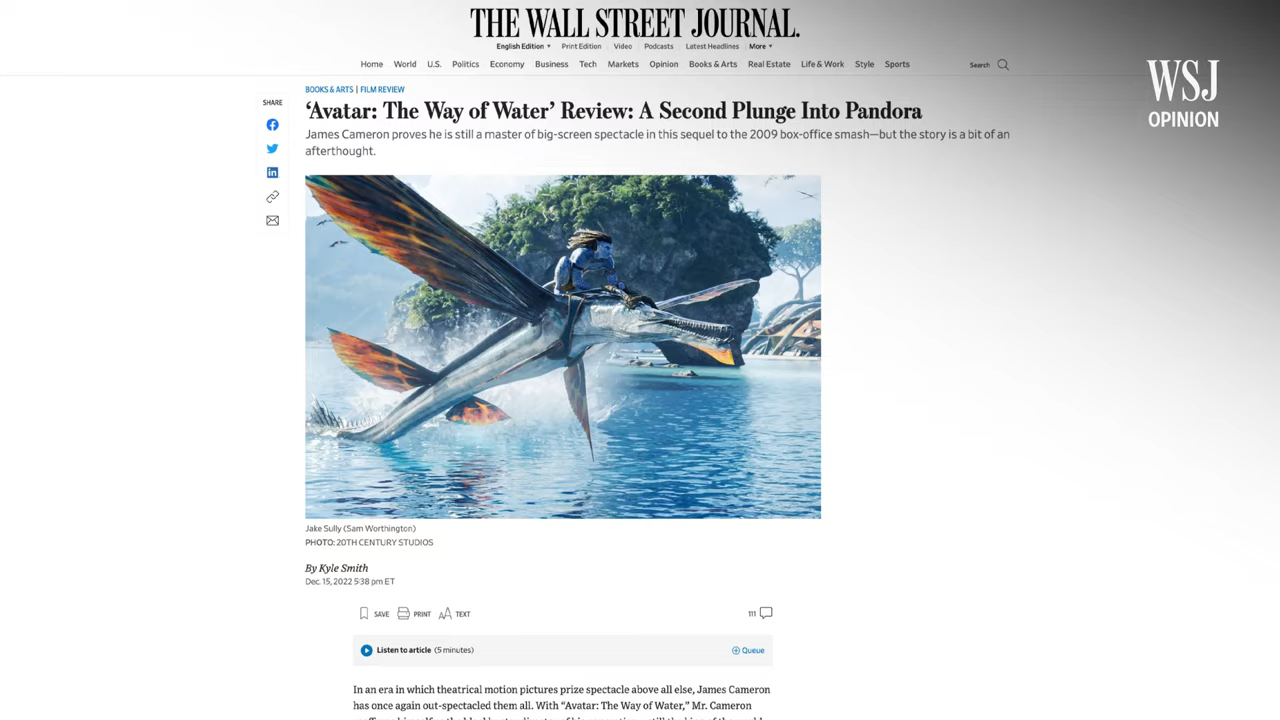 THE WALL STREET JOURNAL.
English Edition Print Edition Video Podcasts Latest Headlines More
Home World U.S. Politics Economy Business Tech Markets Opinion Books & Arts Real Estate Life & Work Style Sports
Search
WSJ
OPINION
BOOKS & ARTS | FILM REVIEW
SHARE
‘Avatar: The Way of Water’ Review: A Second Plunge Into Pandora
James Cameron proves he is still a master of big-screen spectacle in this sequel to the 2009 box-office smash—but the story is a bit of an
afterthought.
Jake Sully (Sam Worthington)
PHOTO: 20TH CENTURY STUDIOS
By Kyle Smith
Dec. 15, 2022 5:38 pm ET
SAVE PRINT AA TEXT
111
Listen to article (5 minutes)
Queue
In an era in which theatrical motion pictures prize spectacle above all else, James Cameron
has once again out-spectacled them all. With “Avatar: The Way of Water,” Mr. Cameron